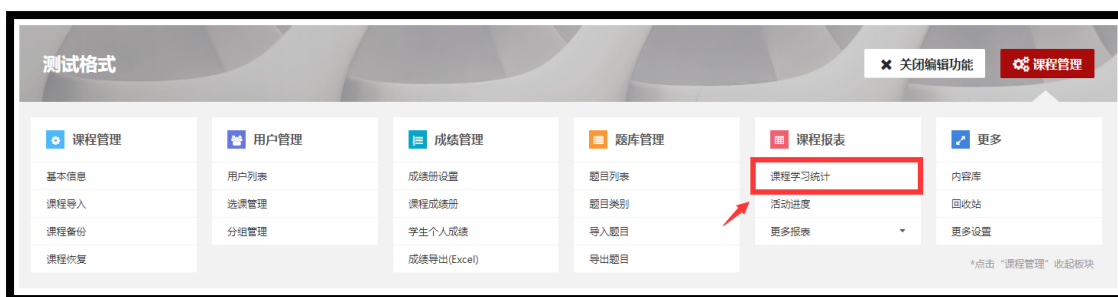 测试格式
关闭编辑功能
课程管理
课程管理
用户管理
成绩管理
题库管理
课程报表
更多
基本信息
用户列表
成绩册设置
题目列表
课程学习统计
内容库
课程导入
选课管理
课程成绩册
题目类别
活动进度
回收站
课程备份
分组管理
学生个人成绩
导入题目
更多报表
更多设置
课程恢复
成绩导出(Excel)
导出题目
*点击“课程管理”收起板块